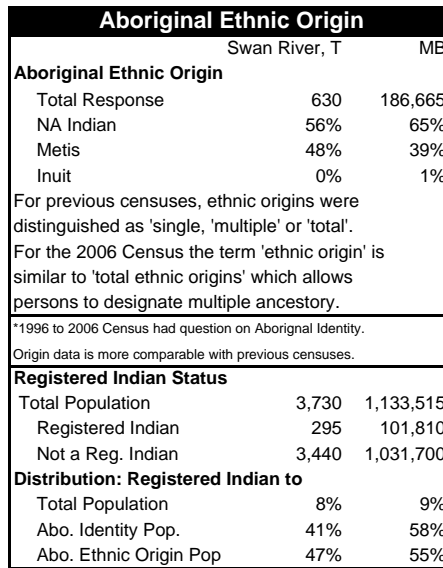 Aboriginal Ethnic Origin
Swan River, T MB
Aboriginal Ethnic Origin
Total Response 630 186,665
NA Indian 56% 65%
Metis 48% 39%
Inuit 0% 1%
For previous censuses, ethnic origins were
distinguished as 'single, 'multiple' or 'total'.
For the 2006 Census the term 'ethnic origin' is
similar to 'total ethnic origins' which allows
persons to designate multiple ancestory.
*1996 to 2006 Census had question on Aborignal Identity.
Origin data is more comparable with previous censuses.
Registered Indian Status
Total Population 3,730 1,133,515
Registered Indian 295 101,810
Not a Reg. Indian 3,440 1,031,700
Distribution: Registered Indian to
Total Population 8% 9%
Abo. Identity Pop. 41% 58%
Abo. Ethnic Origin Pop 47% 55%